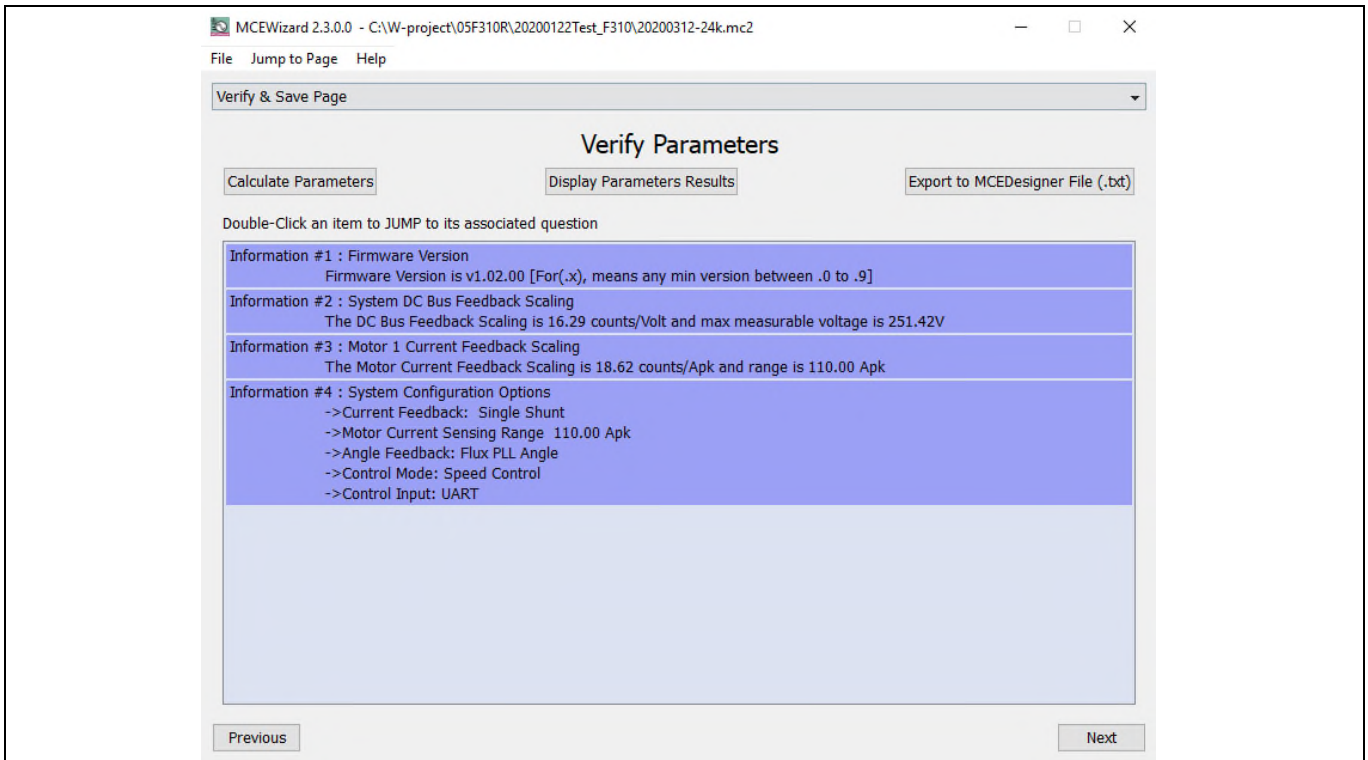 MCEWizard 2.3.0.0 - C:\W-project\05F310R\20200122Test_F310\20200312-24k.mc2
File Jump to Page Help
Verify & Save Page
Verify Parameters
Calculate Parameters Display Parameters Results Export to MCEDesigner File (.txt)
Double-Click an item to JUMP to its associated question
Information #1 : Firmware Version
Firmware Version is v1.02.00 [For(.x), means any min version between .0 to .9]
Information #2 : System DC Bus Feedback Scaling
The DC Bus Feedback Scaling is 16.29 counts/Volt and max measurable voltage is 251.42V
Information #3 : Motor 1 Current Feedback Scaling
The Motor Current Feedback Scaling is 18.62 counts/Apk and range is 110.00 Apk
Information #4 : System Configuration Options
->Current Feedback: Single Shunt
->Motor Current Sensing Range 110.00 Apk
->Angle Feedback: Flux PLL Angle
->Control Mode: Speed Control
->Control Input: UART
Previous Next